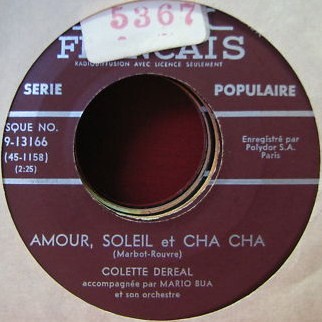 5367
FRANÇAIS
RADIODIFFUSION AVEC LICENCE SEULEMENT
SERIE POPULAIRE
SQUE NO.
9-13166
(45-1158)
(2:25)
Enregistré par
Polydor S.A.
Paris
AMOUR, SOLEIL et CHA CHA
(Marbot-Rouvre)
COLETTE DEREAL
accompagnée par MARIO BUA
et son orchestre